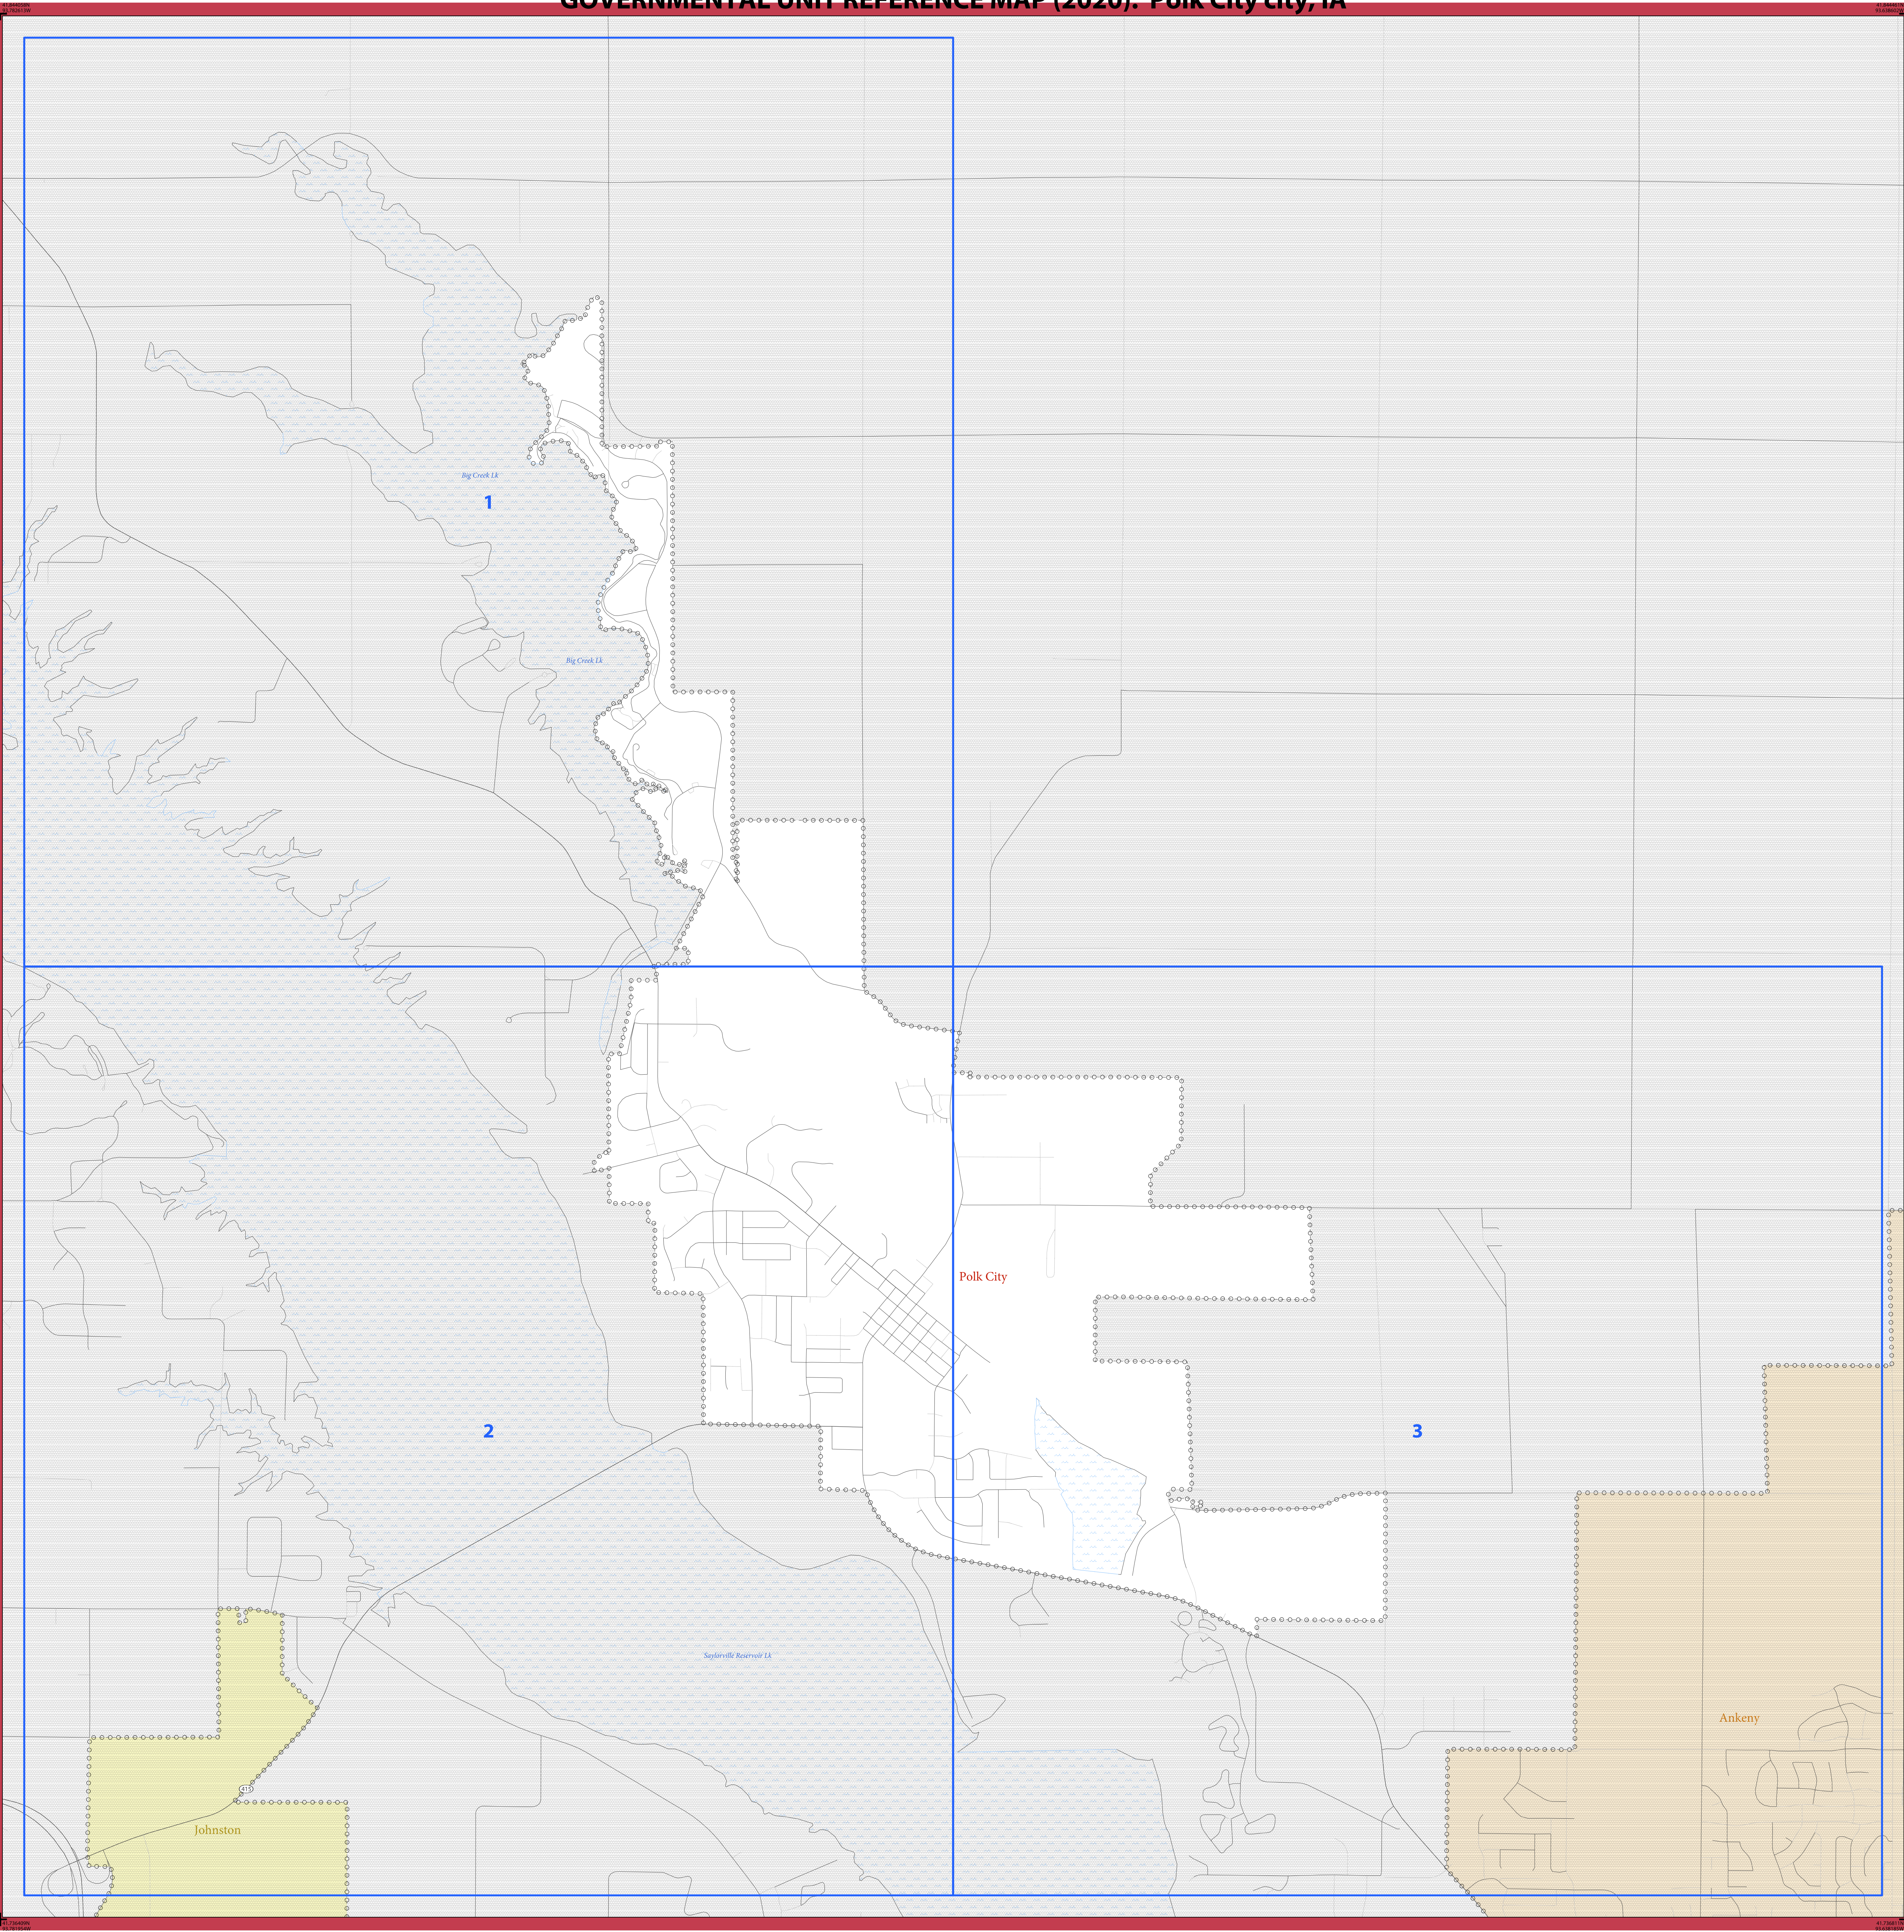 GOVERNMENTAL UNIT REFERENCE MAP (2020): Polk City city, IA
Big Creek Lk
1
Big Creek Lk
Polk City
2
3
Saylorville Reservoir Lk
Ankeny
415
Johnston